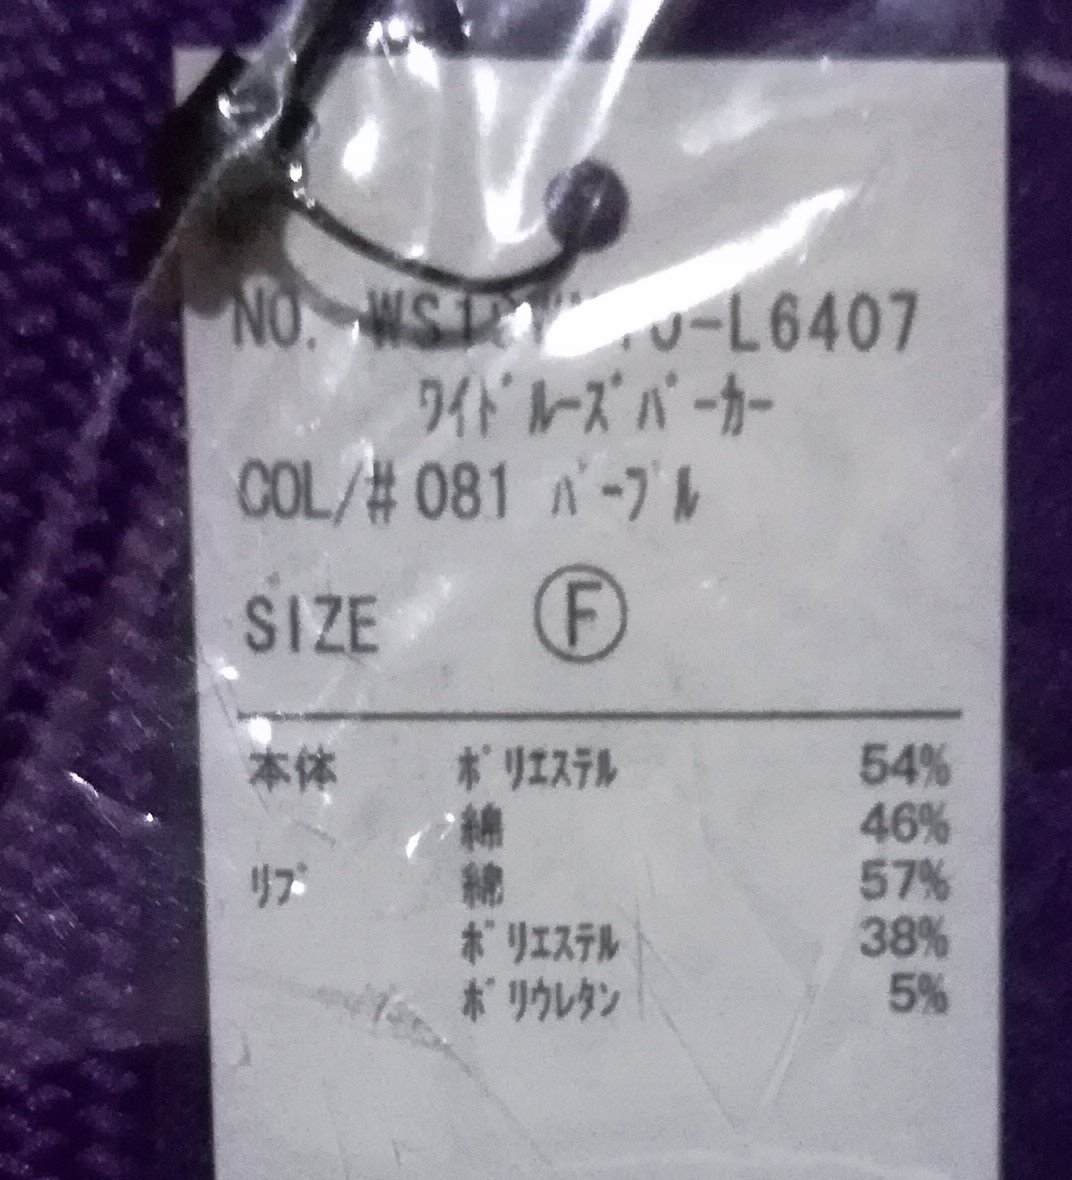 NO. -L6407
ワイドルーズパーカー
COL/# 081 パープル
SIZE Ⓕ
本体 ポリエステル 54%
綿 46%
リブ 綿 57%
ポリエステル 38%
ポリウレタン 5%